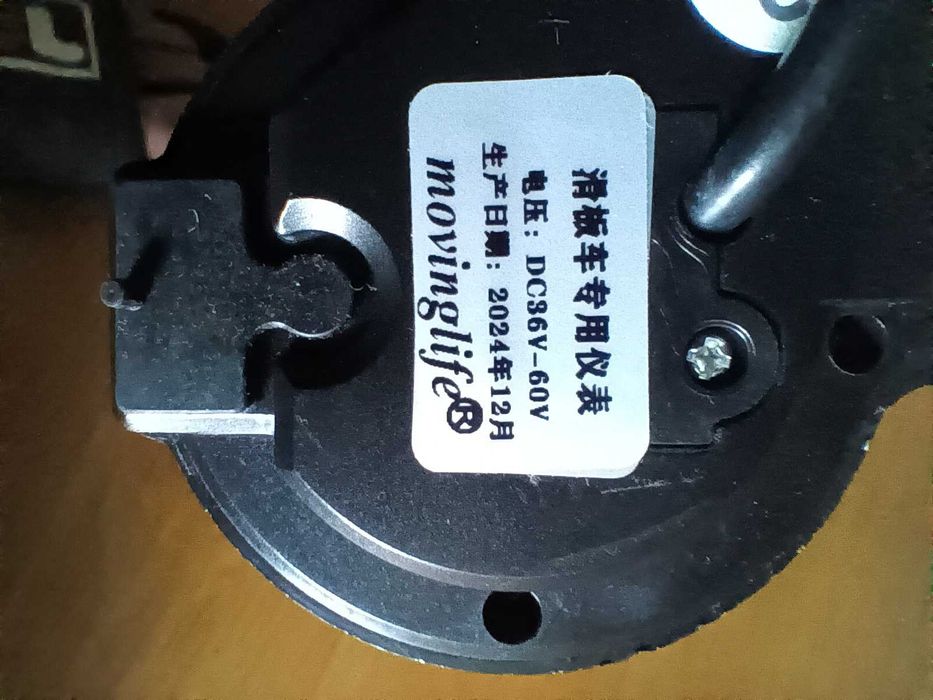 滑板车专用仪表
电压：DC36V-60V
生产日期：2024年12月
movinglife®